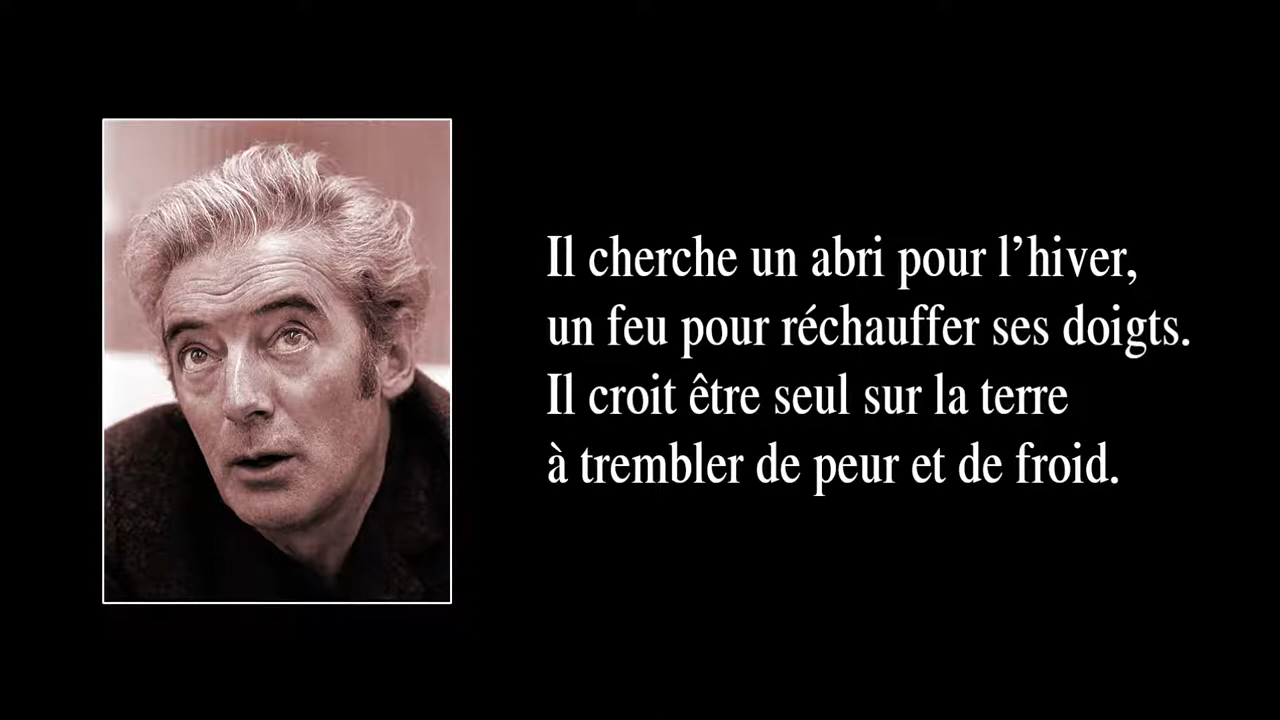 Il cherche un abri pour l’hiver,
un feu pour réchauffer ses doigts.
Il croit être seul sur la terre
à trembler de peur et de froid.